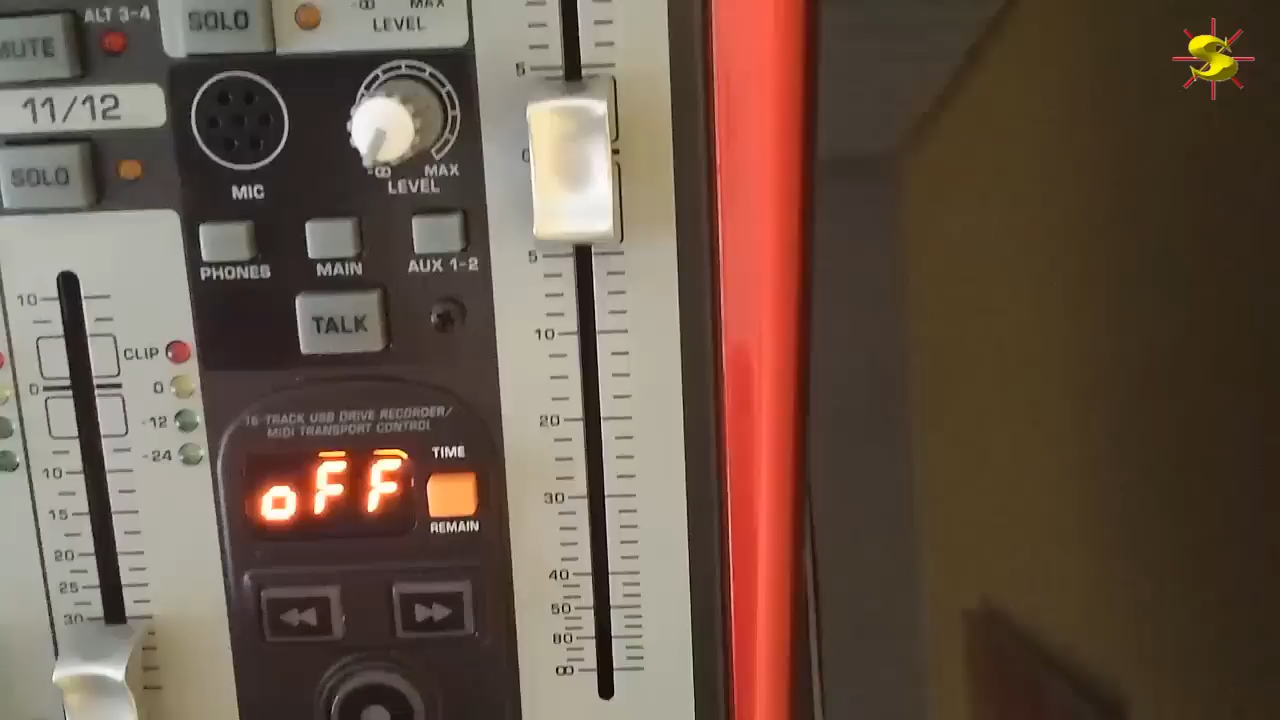 ALT 3-4
MUTE
SOLO
-∞ MAX
LEVEL
11/12
SOLO
MIC
-∞ MAX
LEVEL
PHONES
MAIN
AUX 1-2
TALK
10
0
10
15
20
25
30
CLIP
0
-12
-24
16-TRACK USB DRIVE RECORDER/
MIDI TRANSPORT CONTROL
oFF
TIME
REMAIN
5
0
5
10
20
30
40
50
80
∞
S